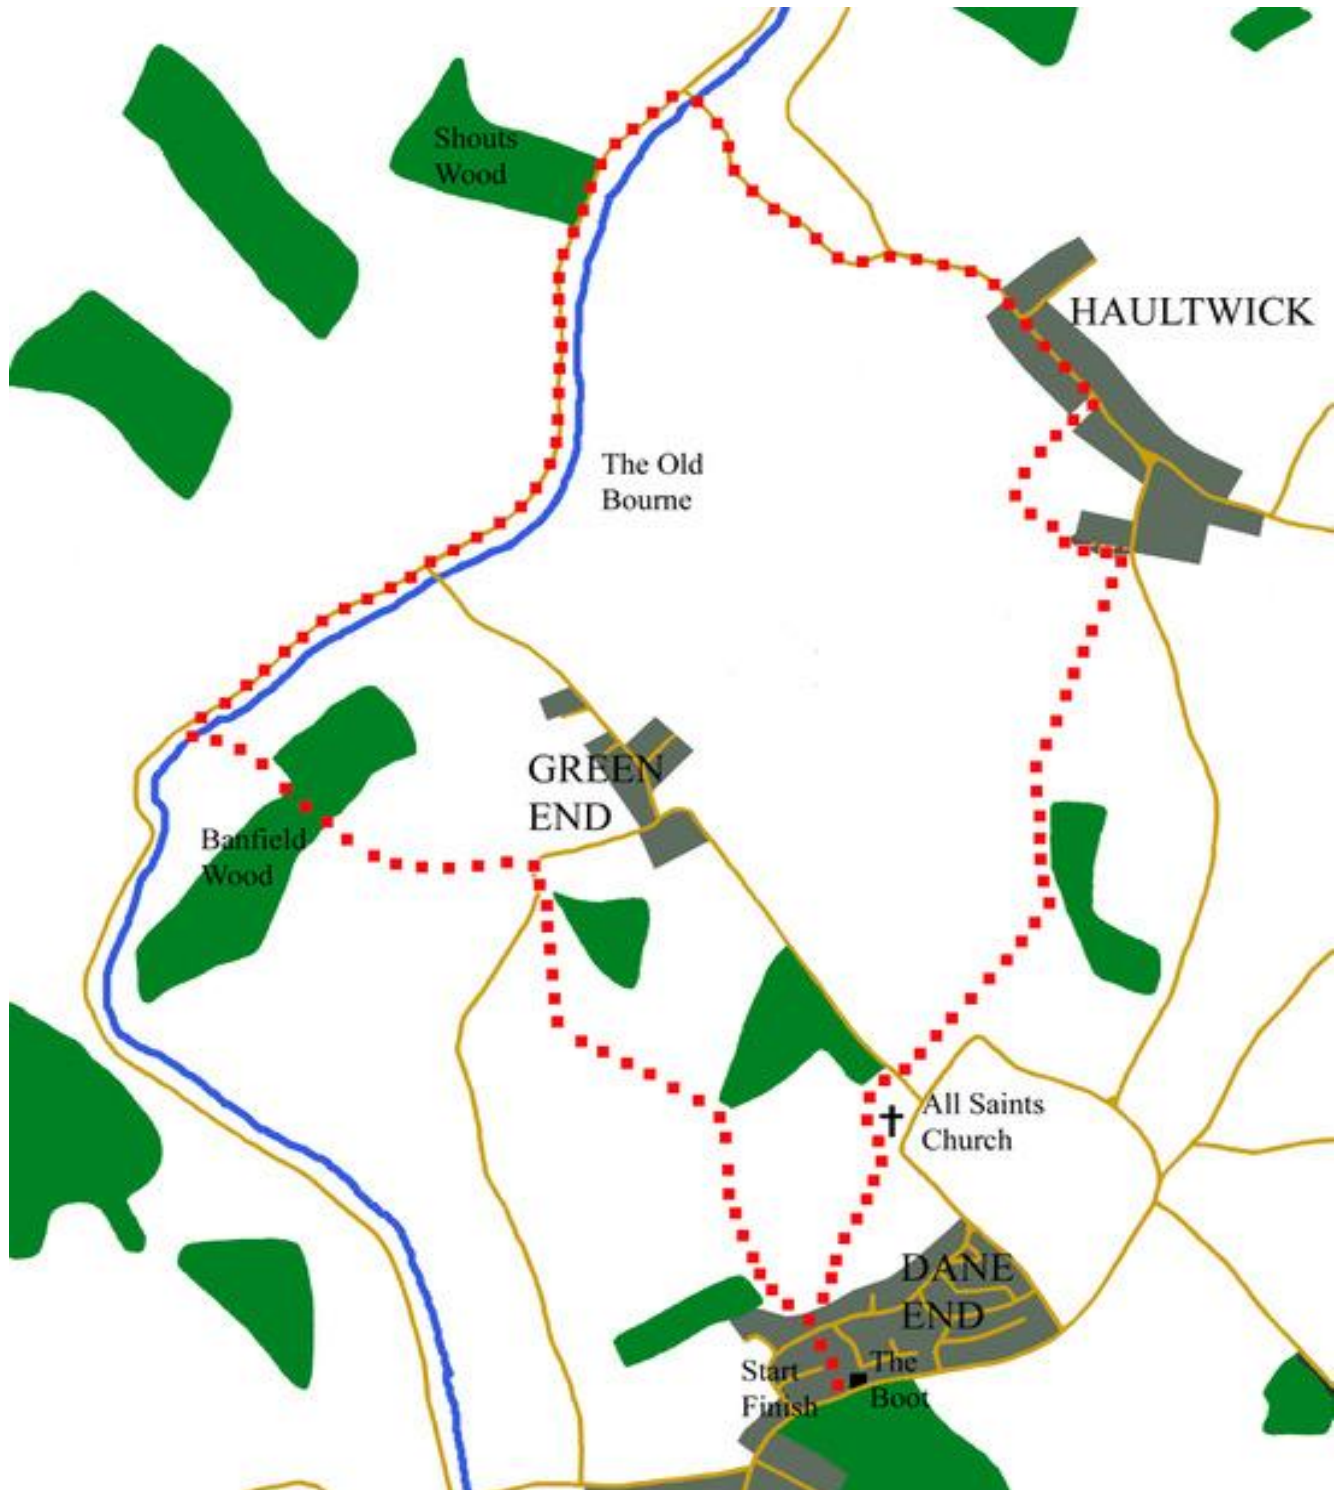 Shouts
Wood
HAULTWICK
The Old
Bourne
GREEN
END
Banfield
Wood
All Saints
Church
DANE
END
Start
Finish
The
Boot